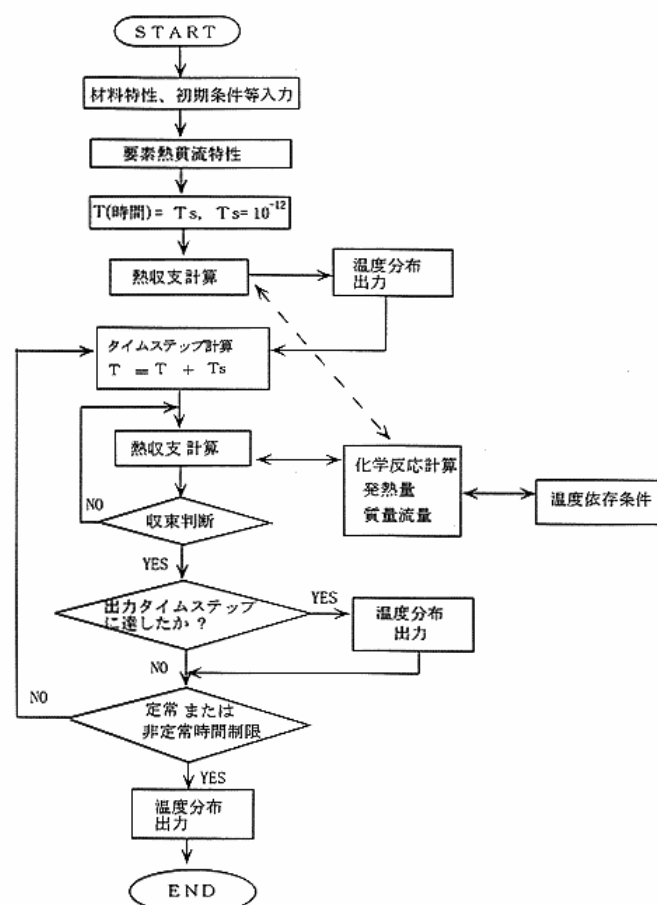 START
材料特性、初期条件等入力
要素熱貫流特性
T(時間)= Ts, Ts=10⁻¹²
熱収支計算
温度分布
出力
タイムステップ計算
T = T + Ts
熱収支計算
化学反応計算
発熱量
質量流量
温度依存条件
NO
収束判断
YES
出力タイムステップ
に達したか?
YES
温度分布
出力
NO
NO
定常または
非定常時間制限
YES
温度分布
出力
END